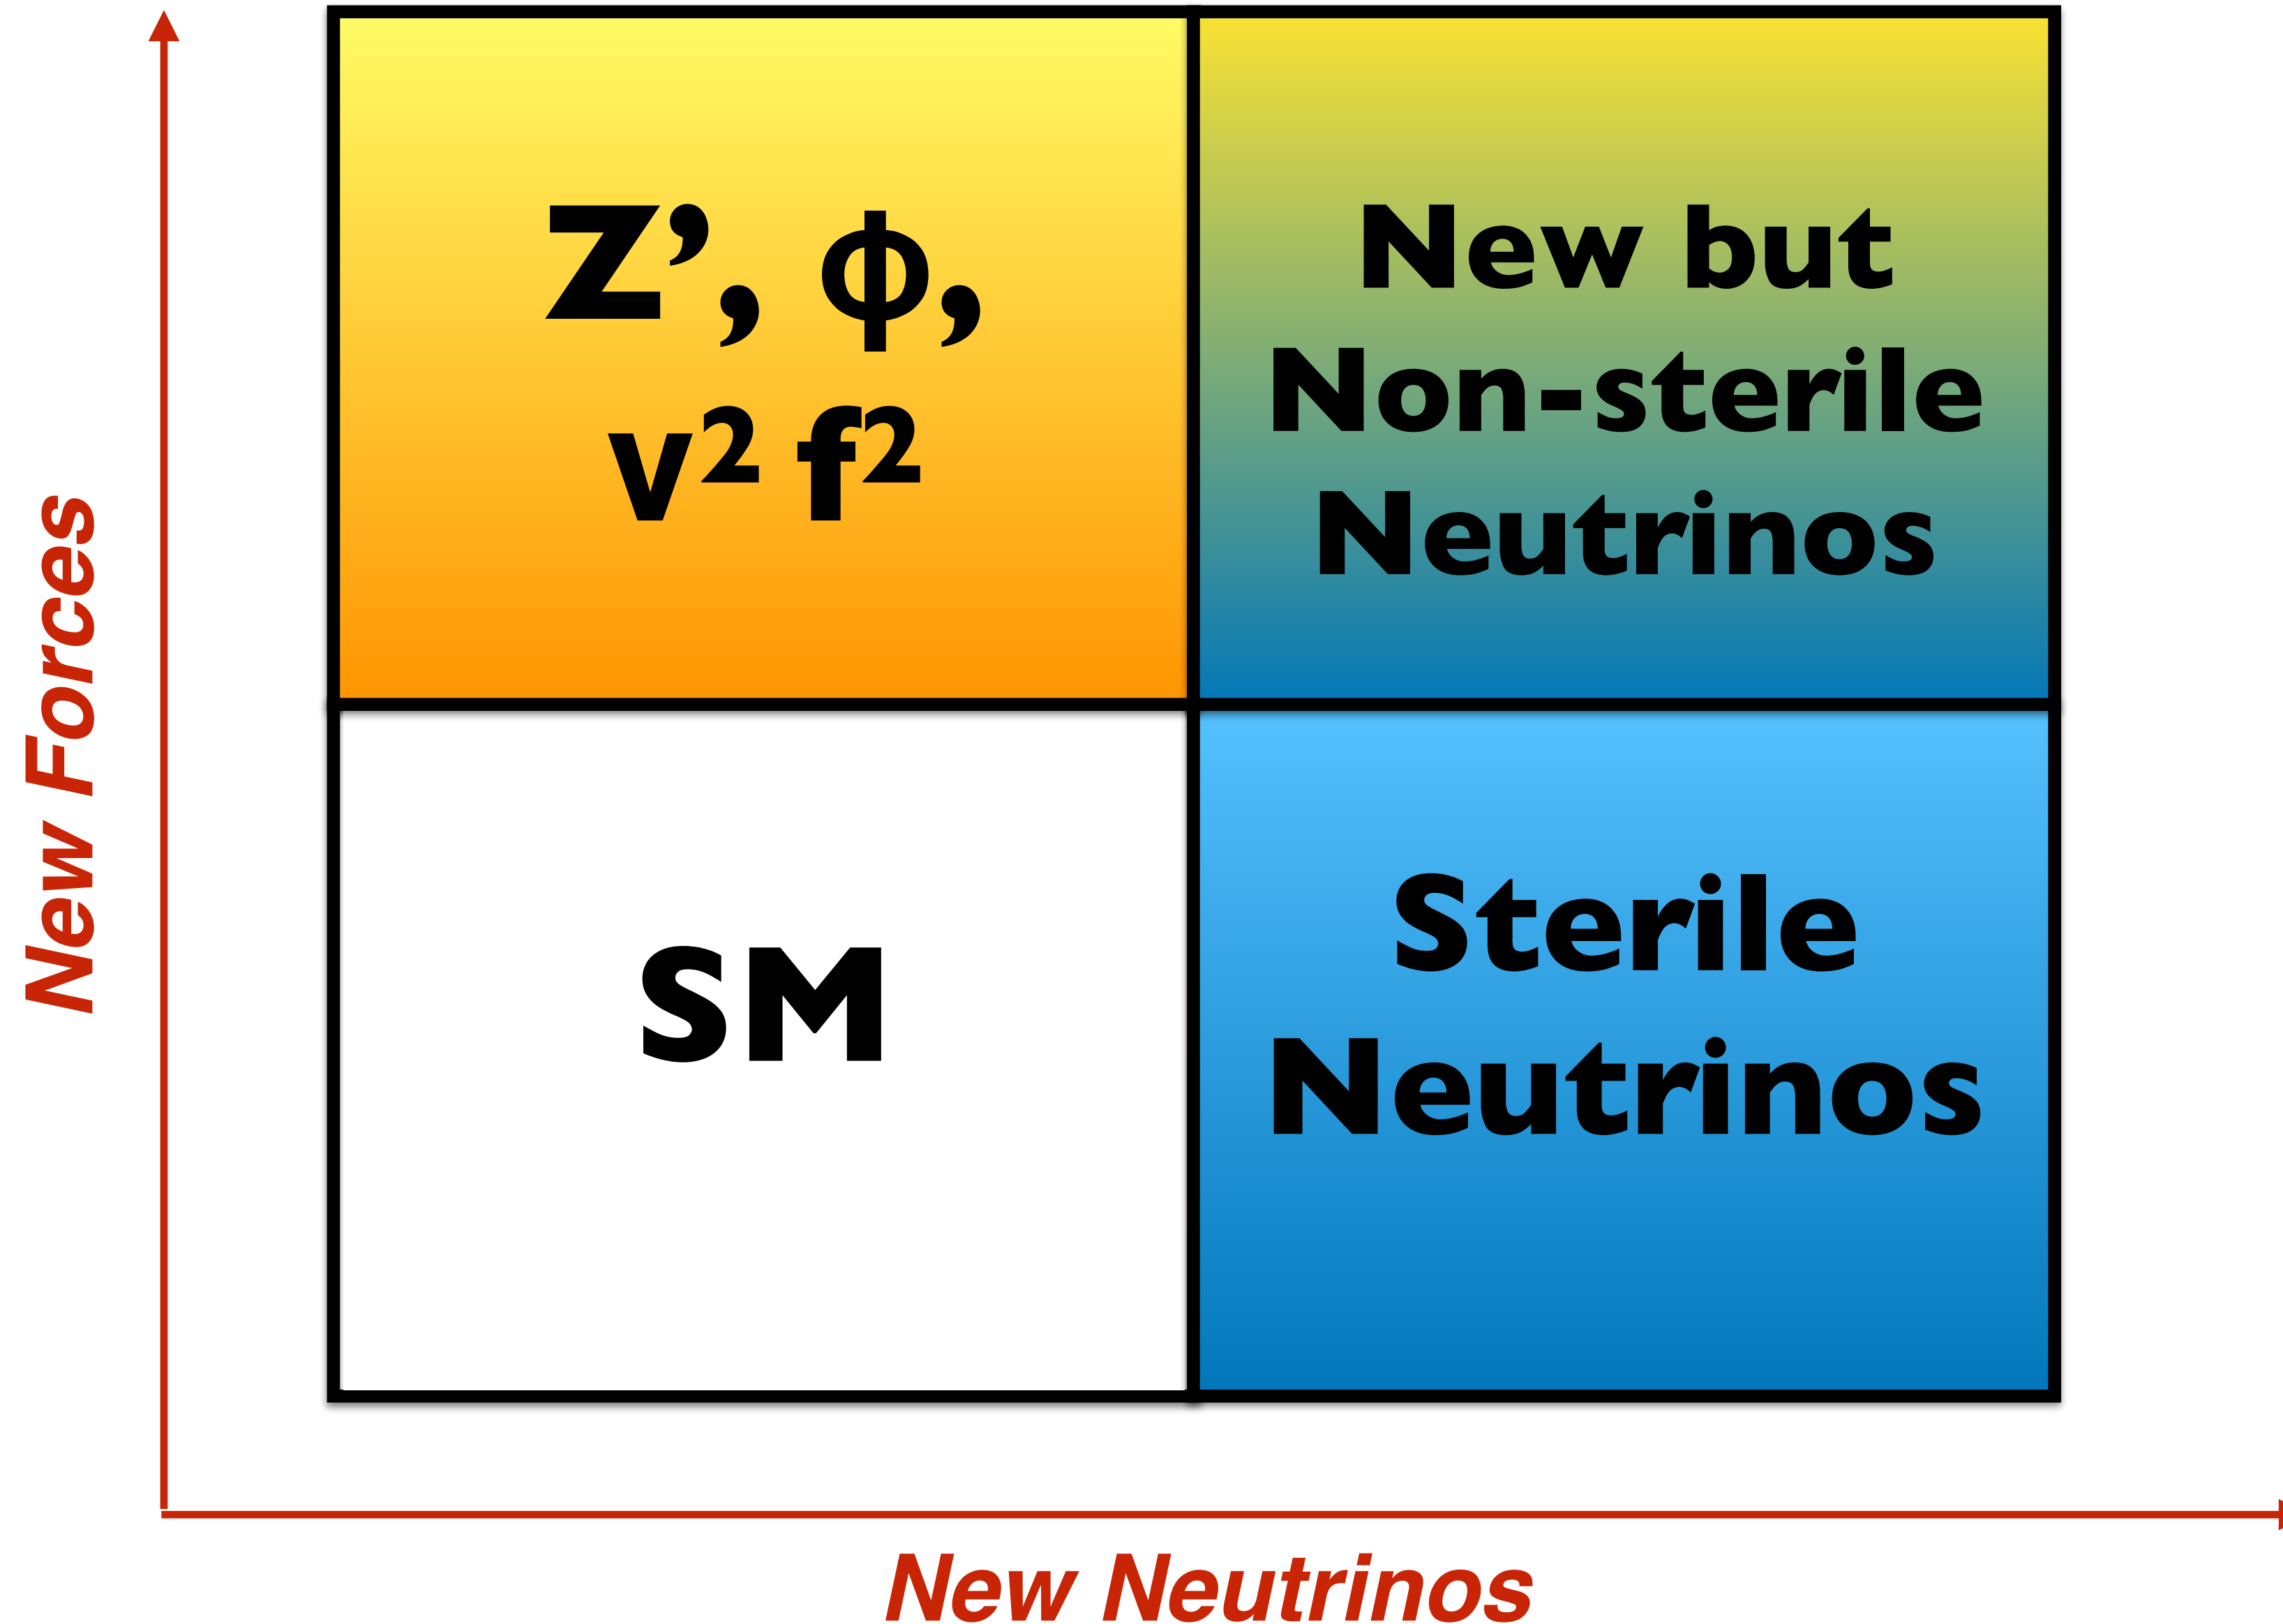 New Forces
Z’, ϕ,
ν² f²
New but
Non-sterile
Neutrinos
SM
Sterile
Neutrinos
New Neutrinos